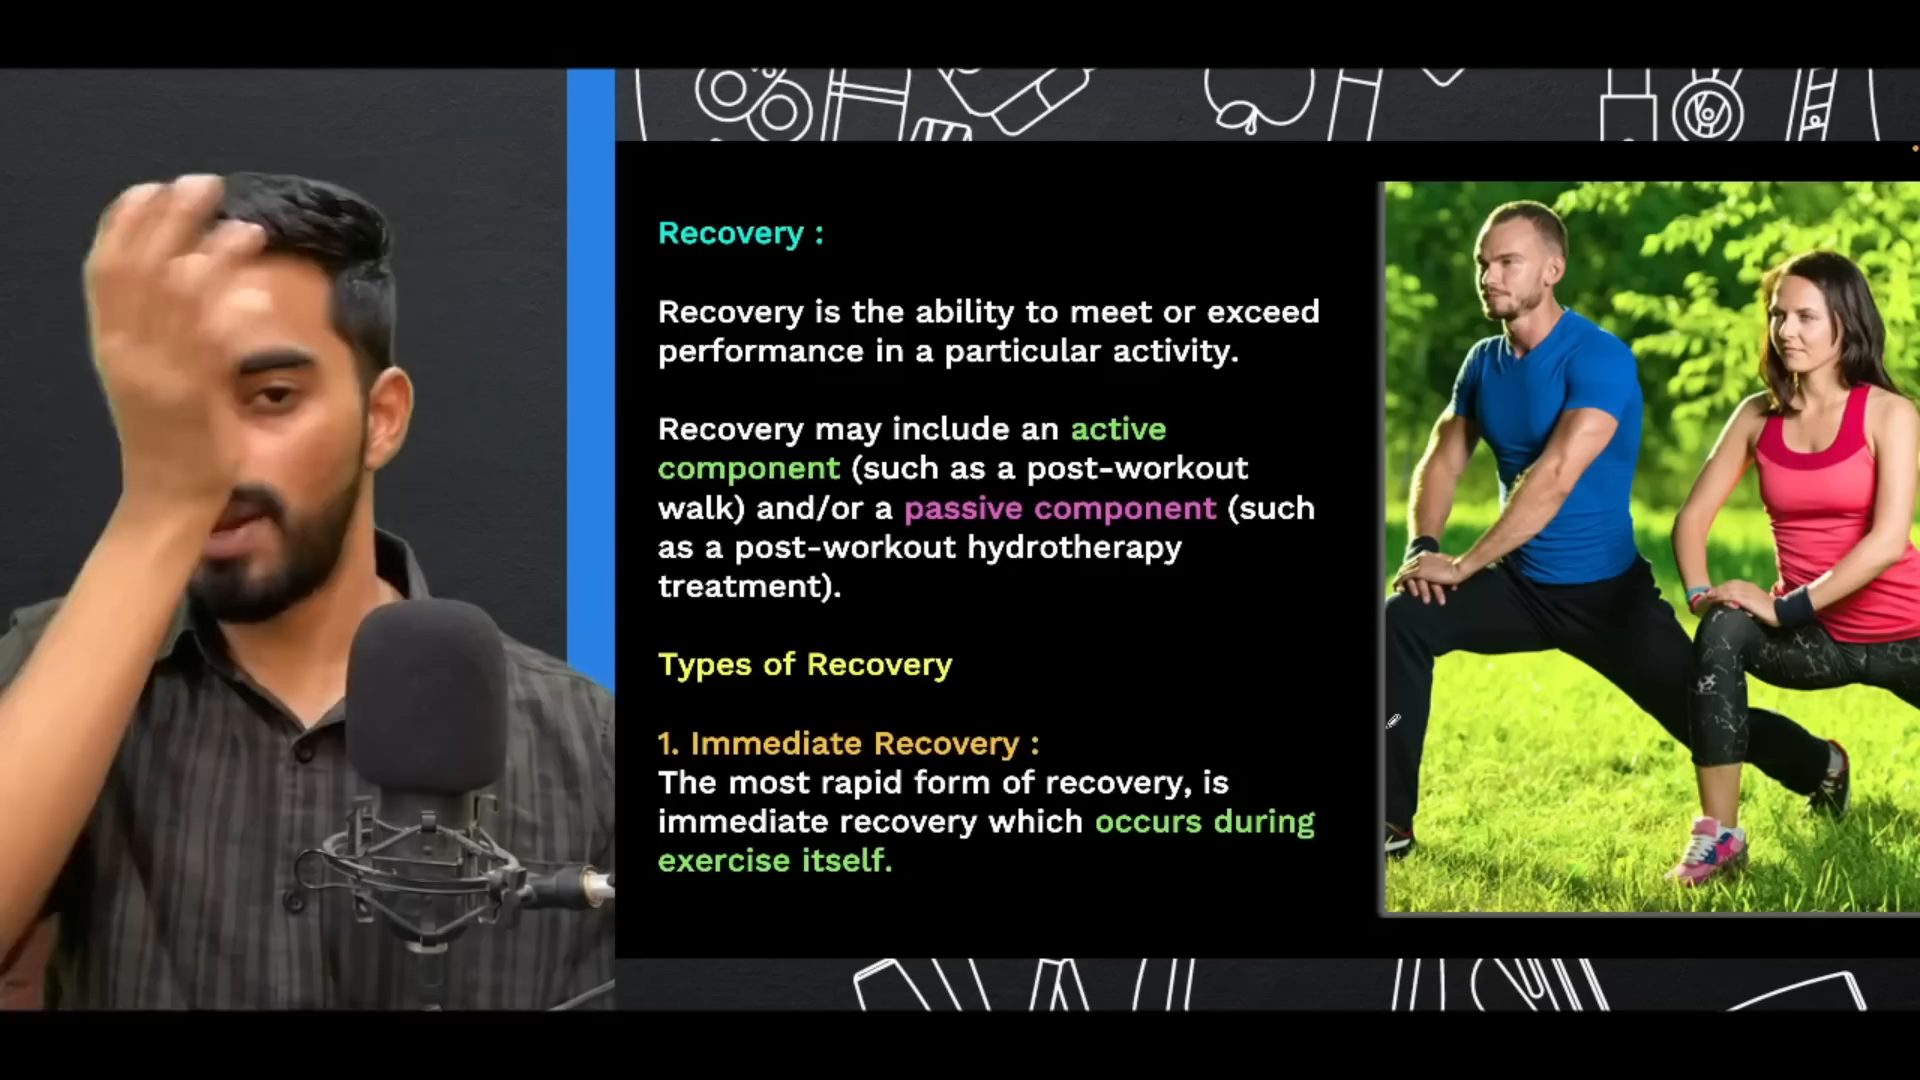 Recovery :
Recovery is the ability to meet or exceed
performance in a particular activity.
Recovery may include an active
component (such as a post-workout
walk) and/or a passive component (such
as a post-workout hydrotherapy
treatment).
Types of Recovery
1. Immediate Recovery :
The most rapid form of recovery, is
immediate recovery which occurs during
exercise itself.